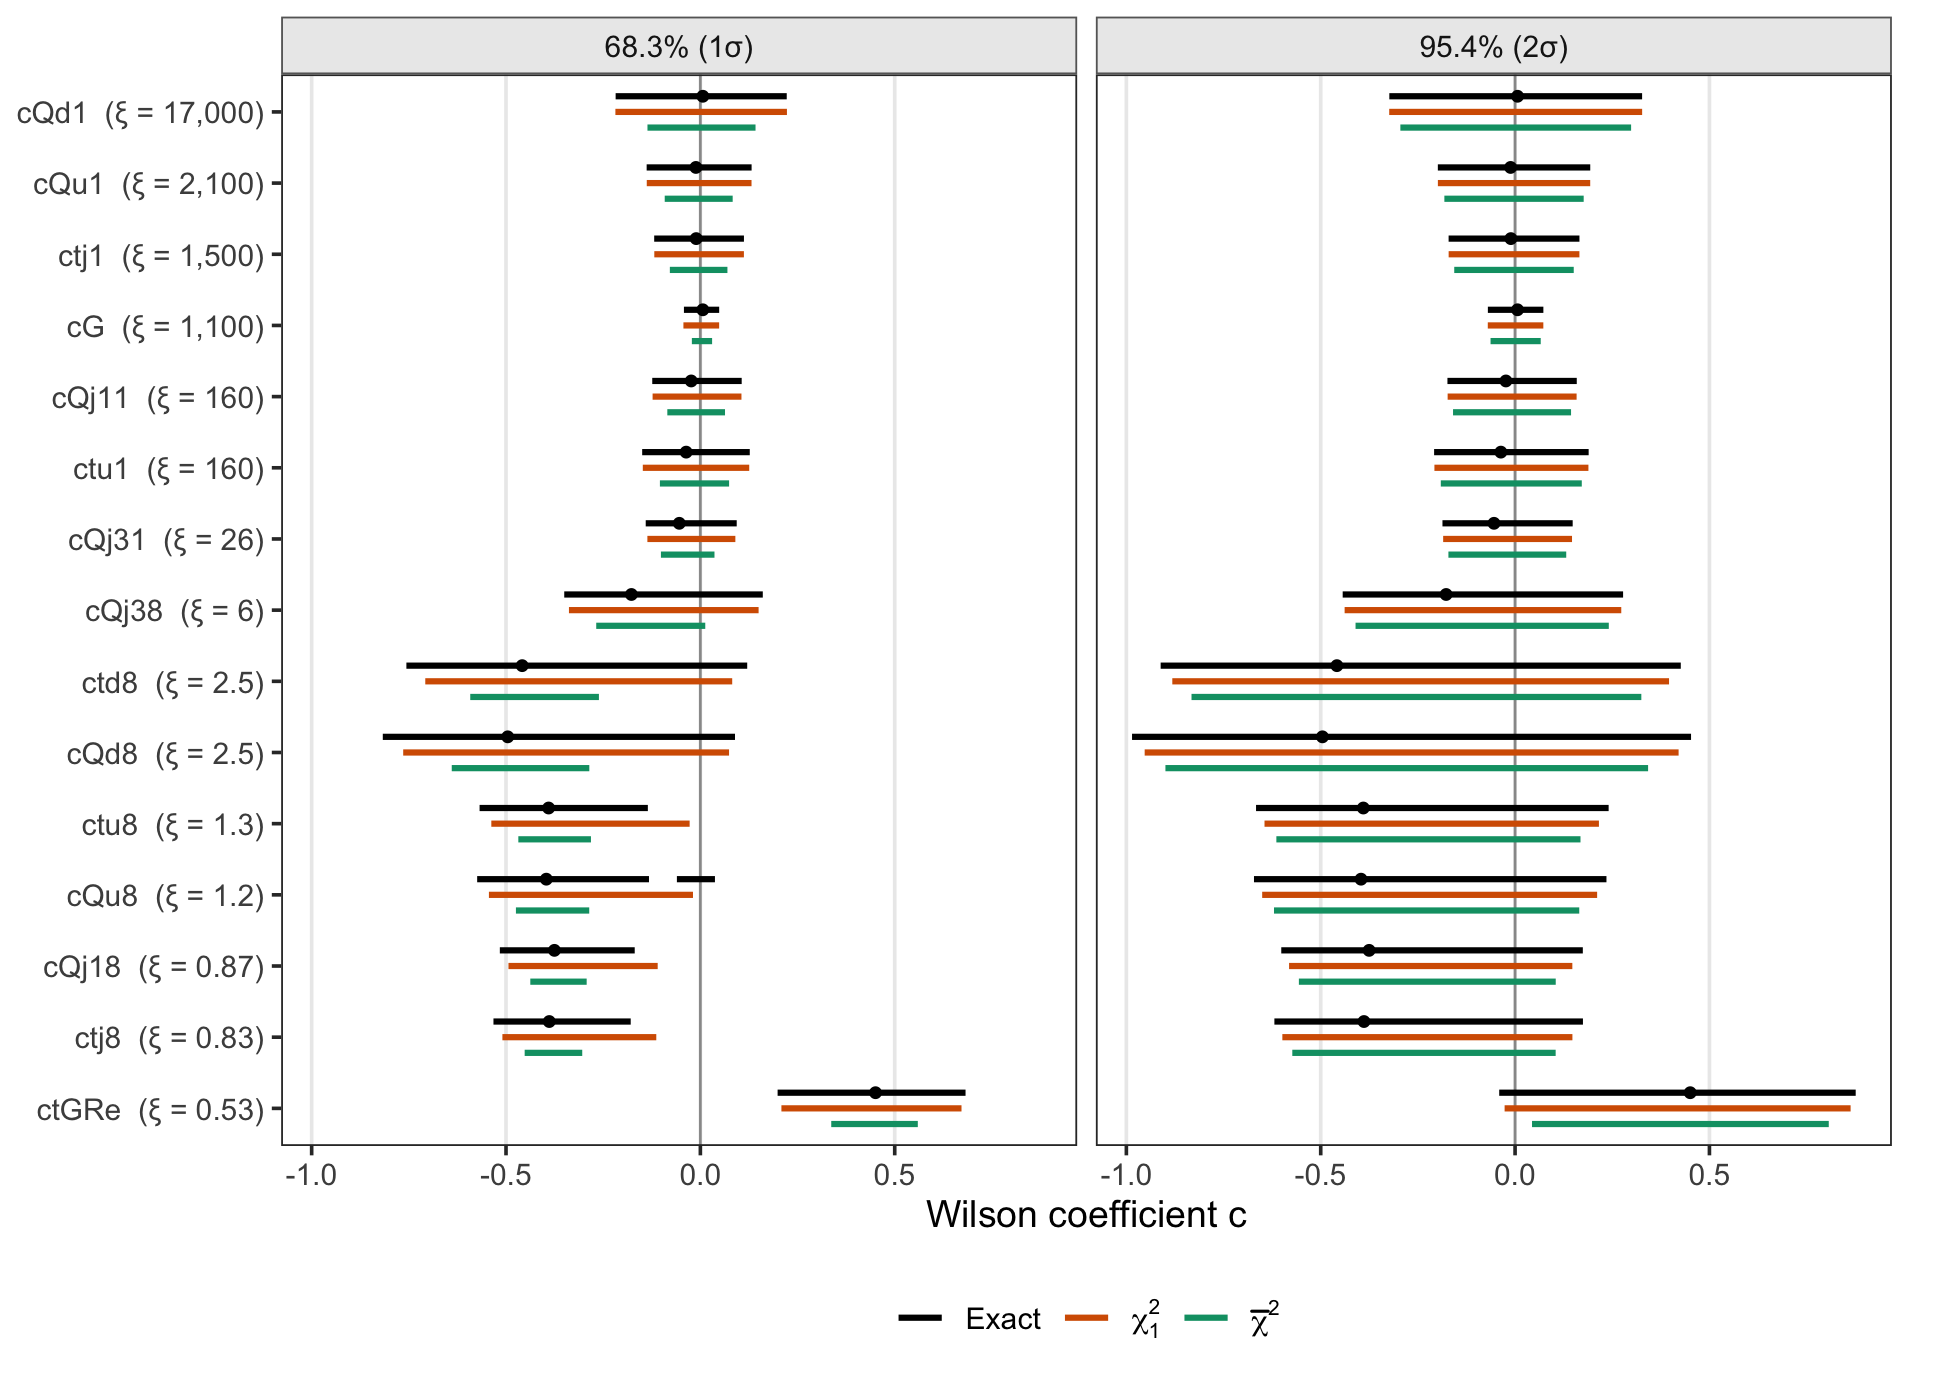 68.3% (1σ)
95.4% (2σ)
cQd1 (ξ = 17,000)
cQu1 (ξ = 2,100)
ctj1 (ξ = 1,500)
cG (ξ = 1,100)
cQj11 (ξ = 160)
ctu1 (ξ = 160)
cQj31 (ξ = 26)
cQj38 (ξ = 6)
ctd8 (ξ = 2.5)
cQd8 (ξ = 2.5)
ctu8 (ξ = 1.3)
cQu8 (ξ = 1.2)
cQj18 (ξ = 0.87)
ctj8 (ξ = 0.83)
ctGRe (ξ = 0.53)
-1.0 -0.5 0.0 0.5
-1.0 -0.5 0.0 0.5
Wilson coefficient c
Exact χ₁² χ̅²